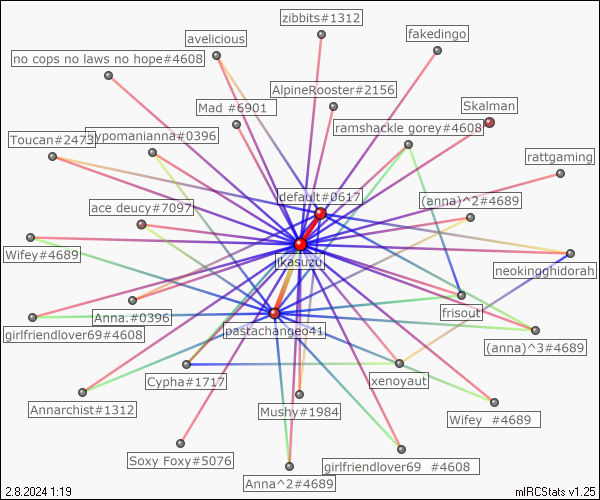 zibbits#1312
avelicious
fakedingo
no cops no laws no hope#4608
AlpineRooster#2156
Mad #6901
Skalman
ramshackle gorey#4608
Toucan#2473
ypomanianna#0396
rattgaming
default#0617
(anna)^2#4689
ace deucy#7097
Wifey#4689
ikasuzu
neokingghidorah
Anna.#0396
frisout
girlfriendlover69#4608
pastachangeo41
(anna)^3#4689
Cypha#1717
xenoyaut
Annarchist#1312
Mushy#1984
Wifey #4689
Soxy Foxy#5076
girlfriendlover69 #4608
Anna^2#4689
2.8.2024 1:19
mIRCStats v1.25